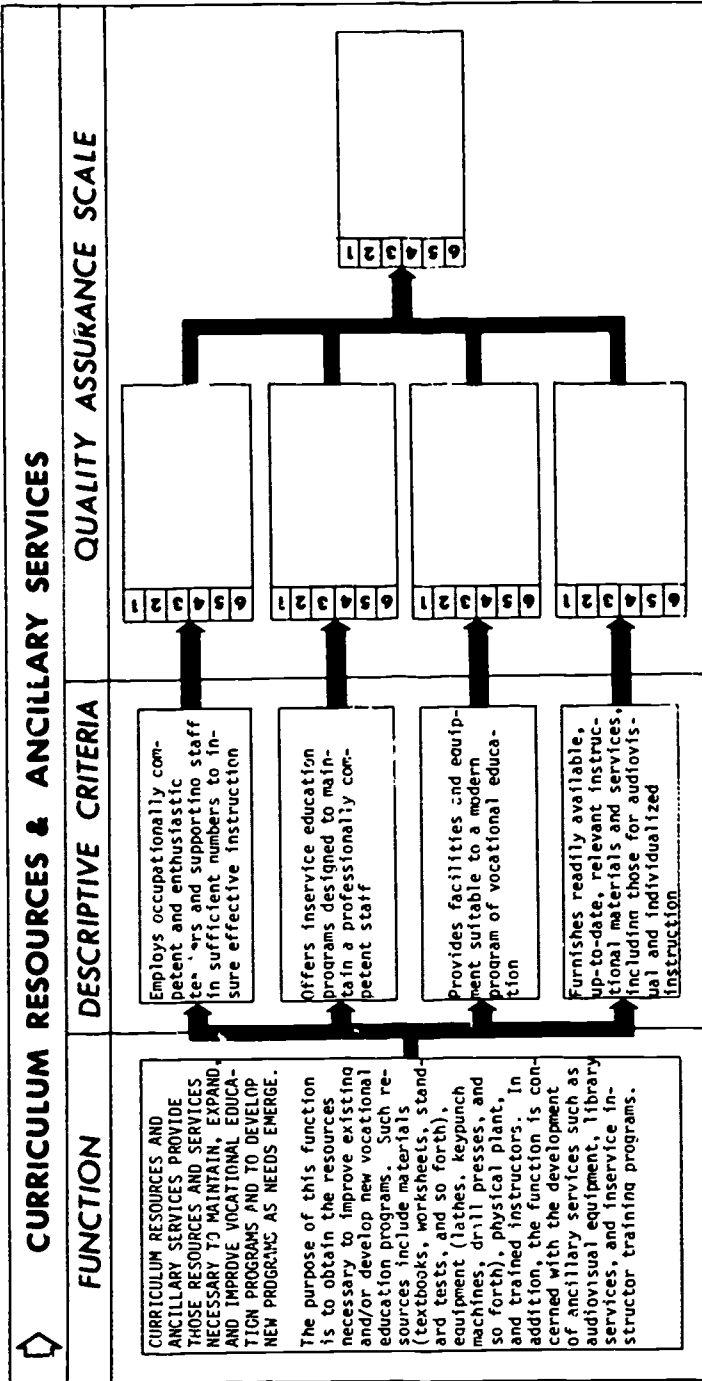 CURRICULUM RESOURCES & ANCILLARY SERVICES
FUNCTION
DESCRIPTIVE CRITERIA
QUALITY ASSURANCE SCALE
CURRICULUM RESOURCES AND
ANCILLARY SERVICES PROVIDE
THOSE RESOURCES AND SERVICES
NECESSARY TO MAINTAIN, EXPAND,
AND IMPROVE VOCATIONAL EDUCA-
TION PROGRAMS AND TO DEVELOP
NEW PROGRAMS AS NEEDS EMERGE.
The purpose of this function
is to obtain the resources
necessary to improve existing
and/or develop new vocational
education programs. Such re-
sources include materials
(textbooks, worksheets, stand-
ard tests, and so forth),
equipment (lathes, keypunch
machines, drill presses, and
so forth), physical plant,
and trained instructors. In
addition, the function is con-
cerned with the development
of ancillary services such as
audiovisual equipment, library
services, and inservice in-
structor training programs.
Employs occupationally com-
petent and enthusiastic
and supporting staff
in sufficient numbers to in-
sure effective instruction
Offers inservice education
programs designed to main-
tain a professionally com-
petent staff
Provides facilities and equip-
ment suitable to a modern
program of vocational educa-
tion
Furnishes readily available,
up-to-date, relevant instruc-
tional materials and services,
including those for audiovis-
ual and individualized
instruction
1
2
3
4
5
6
1
2
3
4
5
6
1
2
3
4
5
6
1
2
3
4
5
6
1
2
3
4
5
6